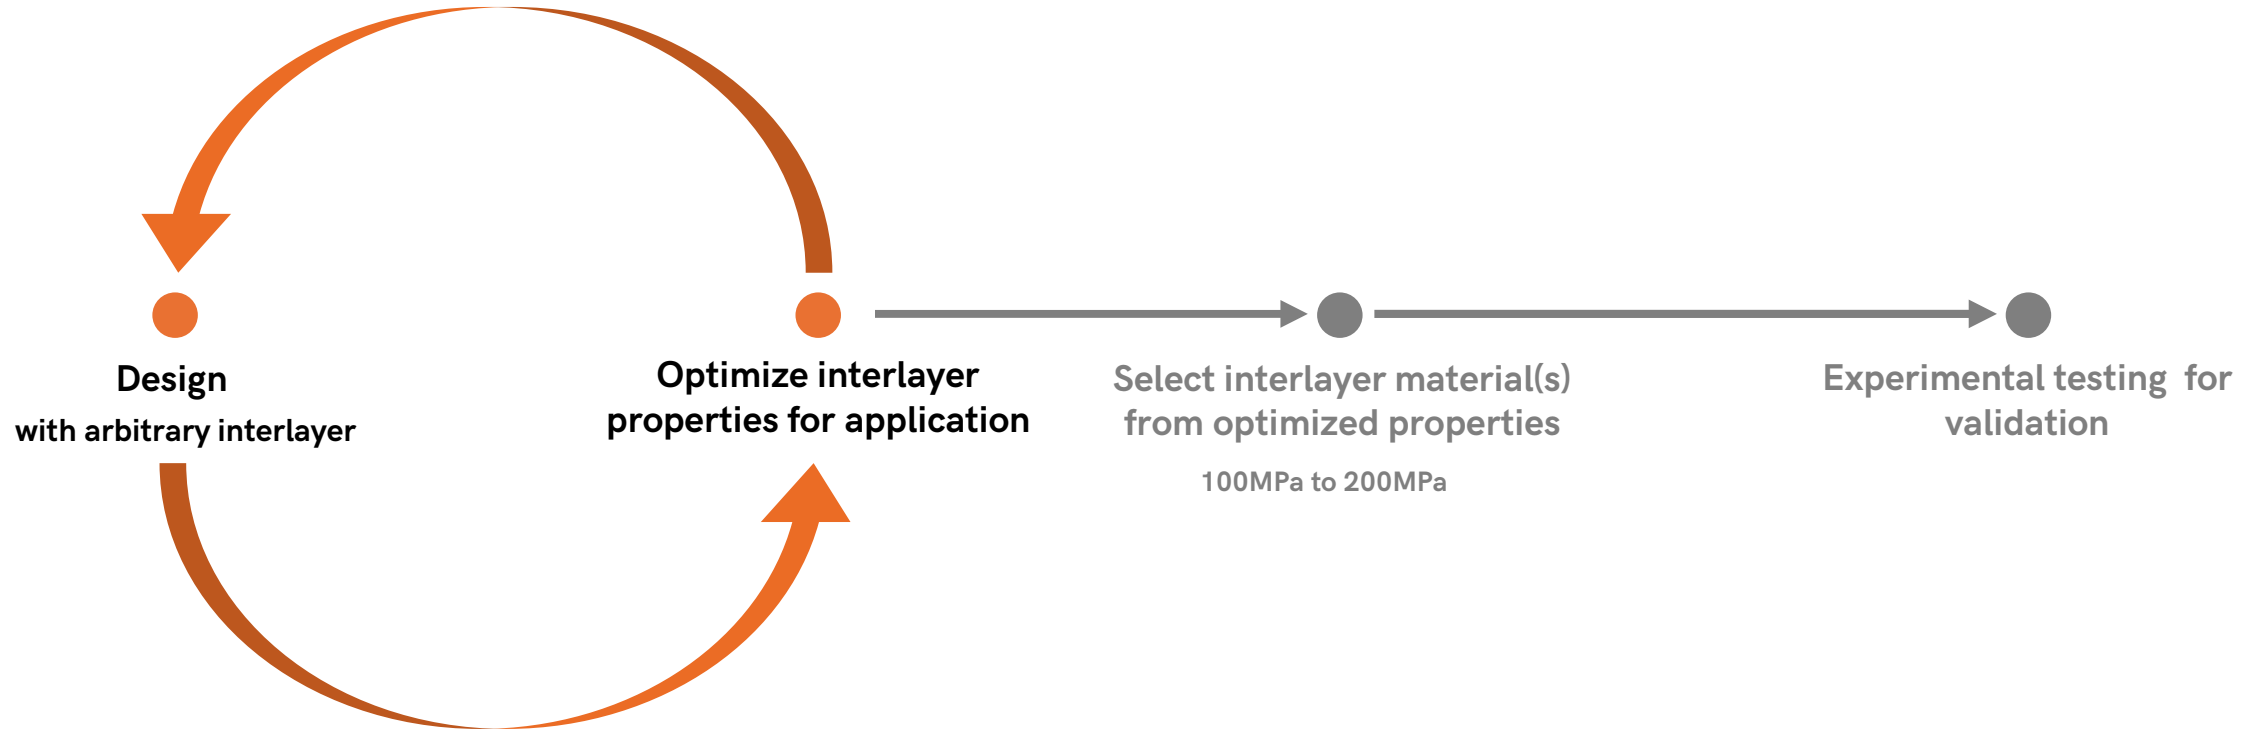 Design
with arbitrary interlayer
Optimize interlayer
properties for application
Select interlayer material(s)
from optimized properties
100MPa to 200MPa
Experimental testing  for
validation